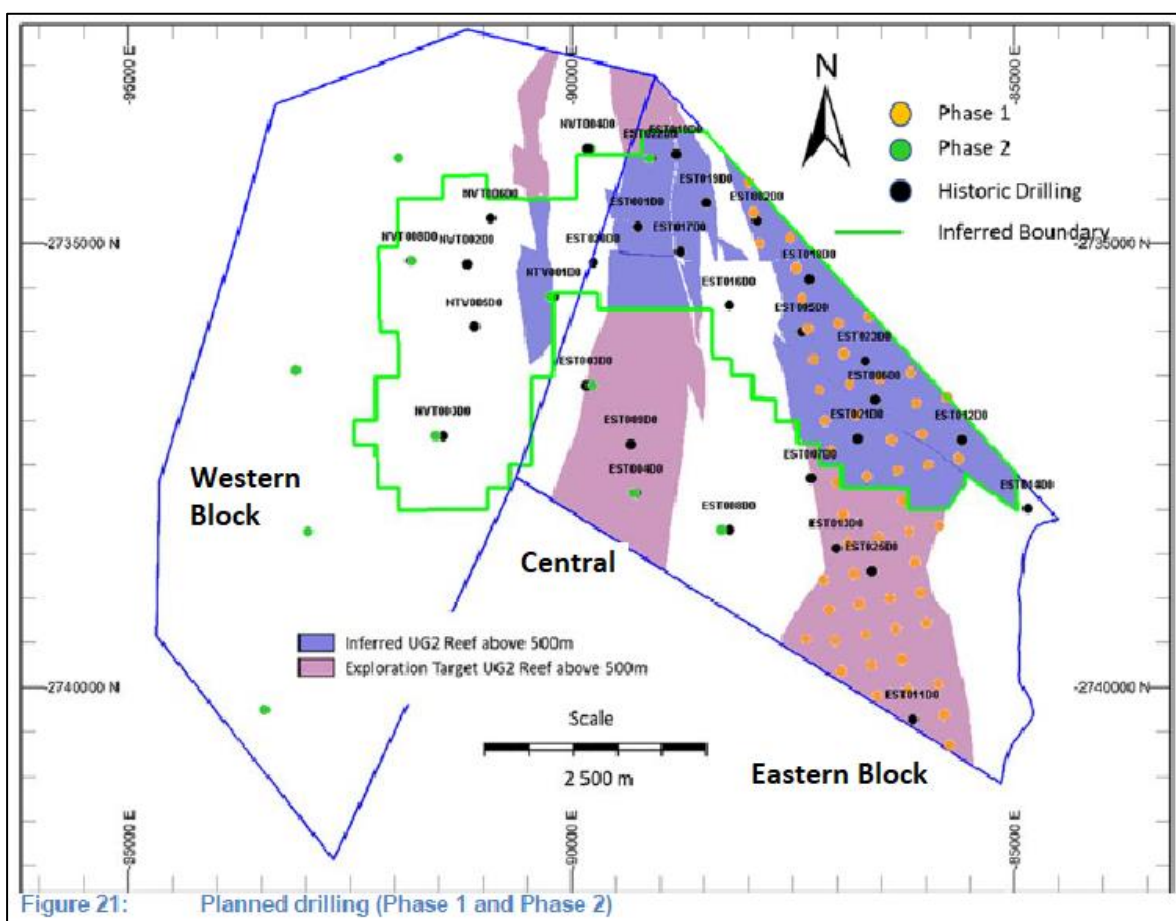 -95000 E
-90000 E
-85000 E
N
Phase 1
Phase 2
Historic Drilling
Inferred Boundary
NVT004D0
EST022D0
EST010D0
EST019D0
EST002D0
NVT006D0
EST001D0
-2735000 N
-2735000 N
NVT008D0
NVT002D0
EST020D0
EST017D0
EST018D0
NTV001D0
EST016D0
NTV005D0
EST005D0
EST023D0
EST003D0
EST006D0
NVT003D0
EST009D0
EST021D0
EST012D0
EST004D0
EST007D0
Western
Block
EST008D0
EST014D0
EST013D0
EST025D0
Central
Inferred UG2 Reef above 500m
Exploration Target UG2 Reef above 500m
-2740000 N
-2740000 N
EST011D0
Scale
2 500 m
Eastern Block
-95000 E
-90000 E
-85000 E
Figure 21: Planned drilling (Phase 1 and Phase 2)